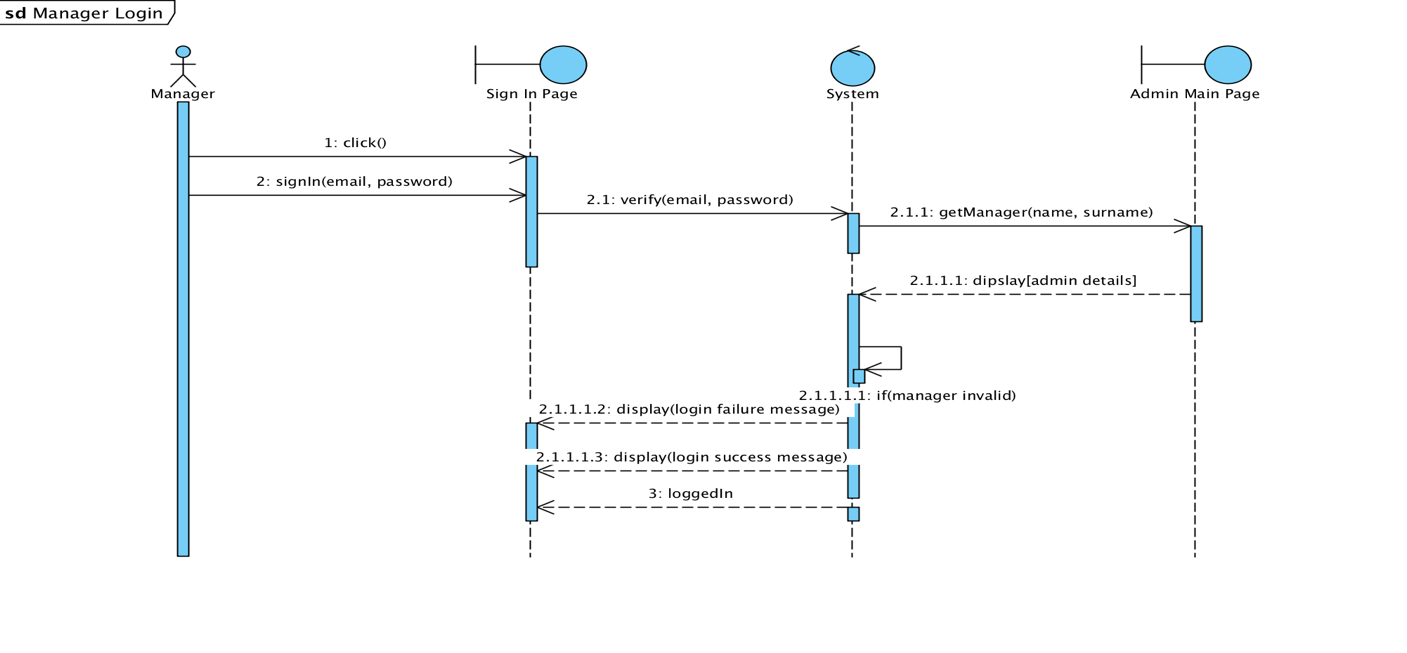 sd Manager Login
Manager
Sign In Page
System
Admin Main Page
1: click()
2: signIn(email, password)
2.1: verify(email, password)
2.1.1: getManager(name, surname)
2.1.1.1: dipslay[admin details]
2.1.1.1.1: if(manager invalid)
2.1.1.1.2: display(login failure message)
2.1.1.1.3: display(login success message)
3: loggedIn